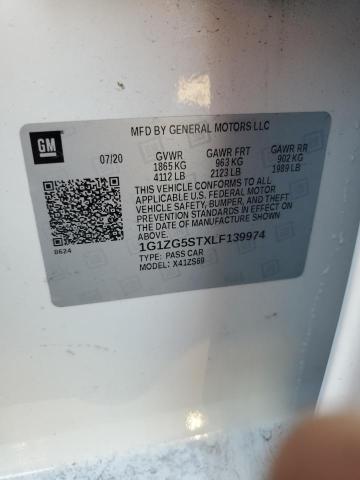 GM
MFD BY GENERAL MOTORS LLC
07/20 GVWR GAWR FRT GAWR RR
1865 KG 963 KG 902 KG
4112 LB 2123 LB 1989 LB
THIS VEHICLE CONFORMS TO ALL
APPLICABLE U.S. FEDERAL MOTOR
VEHICLE SAFETY, BUMPER, AND THEFT
PREVENTION STANDARDS IN EFFECT ON
THE DATE OF MANUFACTURE SHOWN ABOVE.
1G1ZG5STXLF139974
TYPE: PASS CAR
MODEL: X41ZS69
0624